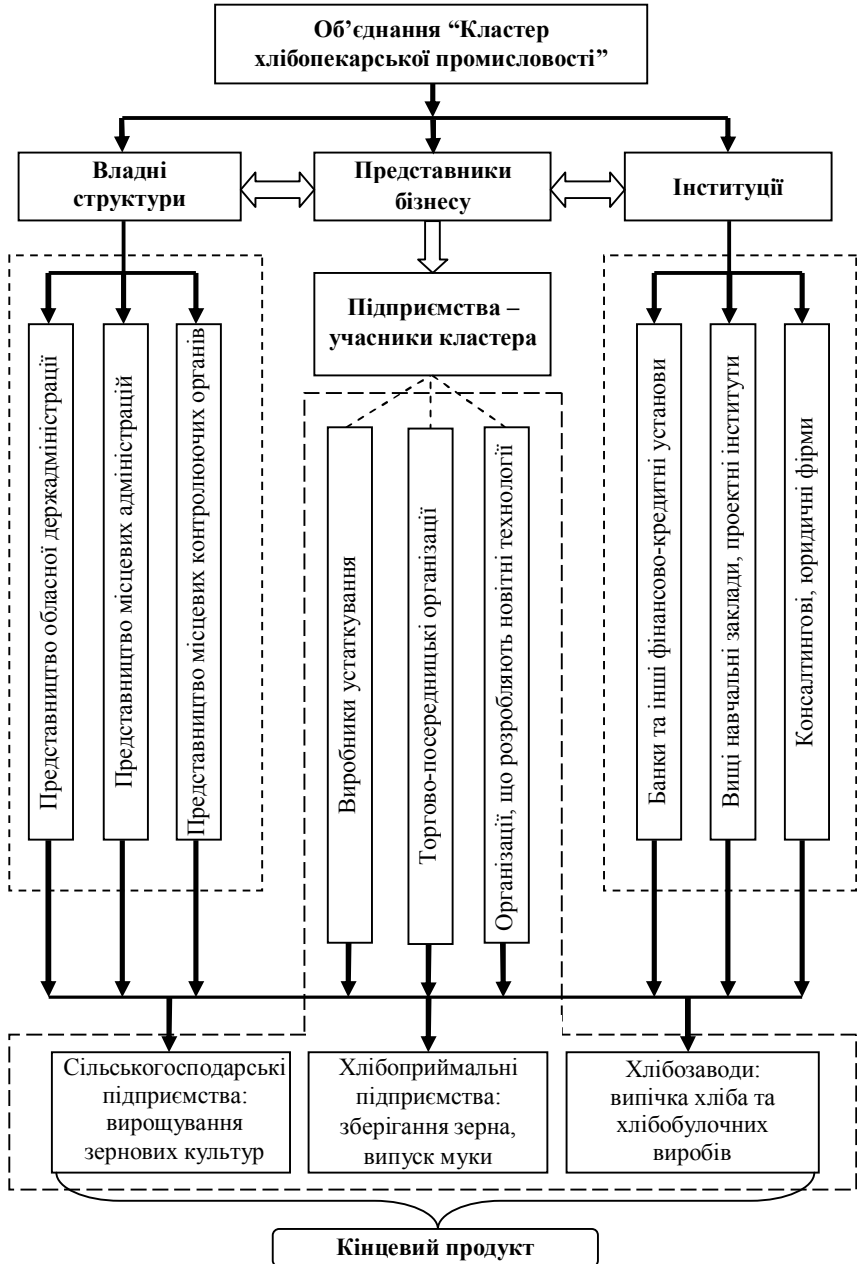 Об’єднання “Кластер
хлібопекарської промисловості”
Владні
структури
Представники
бізнесу
Інституції
Підприємства –
учасники кластера
Представництво обласної держадміністрації
Представництво місцевих адміністрацій
Представництво місцевих контролюючих органів
Виробники устаткування
Торгово-посередницькі організації
Організації, що розробляють новітні технології
Банки та інші фінансово-кредитні установи
Вищі навчальні заклади, проектні інститути
Консалтингові, юридичні фірми
Сільськогосподарські
підприємства:
вирощування
зернових культур
Хлібоприймальні
підприємства:
зберігання зерна,
випуск муки
Хлібозаводи:
випічка хліба та
хлібобулочних
виробів
Кінцевий продукт